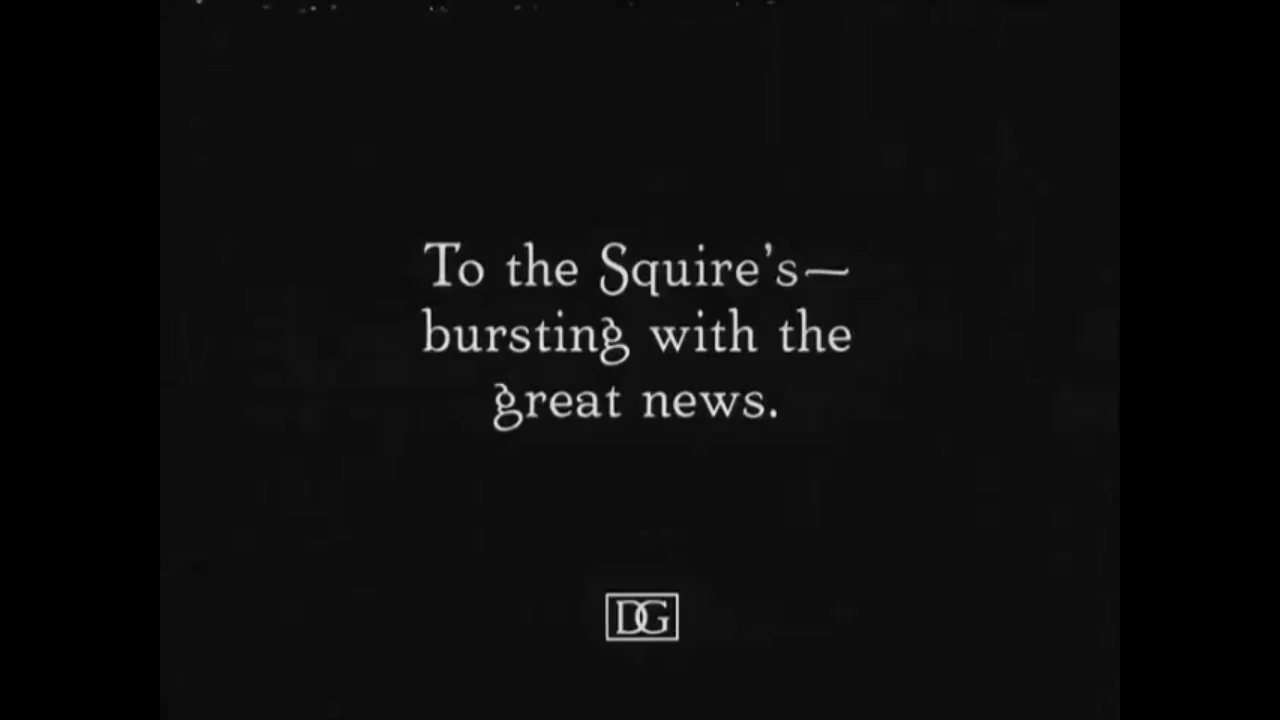 To the Squire's—
bursting with the
great news.
DG